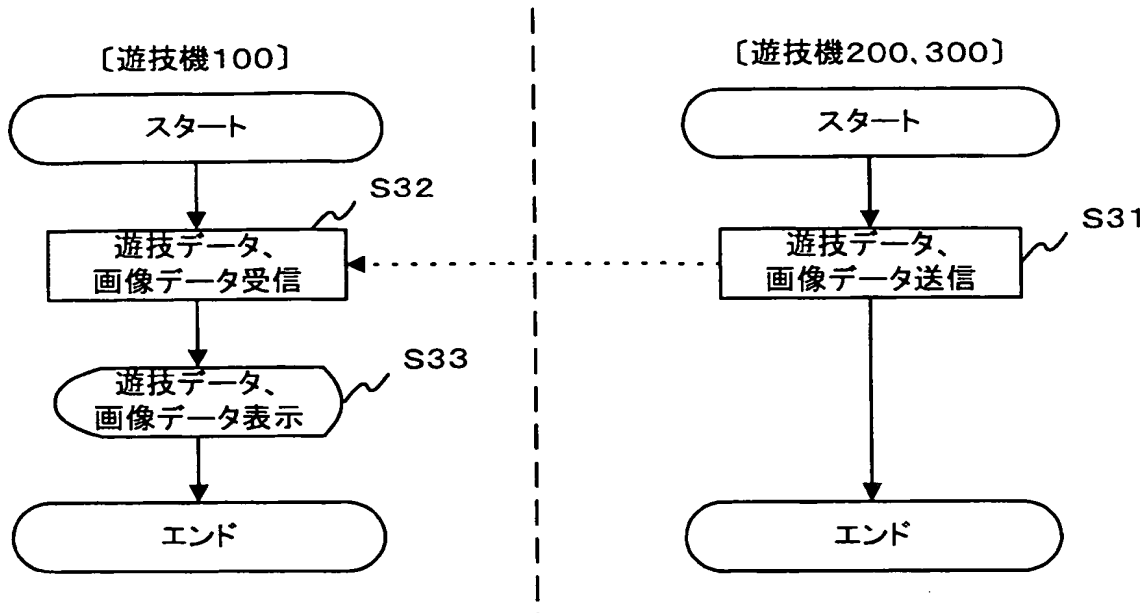 〔遊技機100〕
スタート
S32
遊技データ、
画像データ受信
S33
遊技データ、
画像データ表示
エンド
〔遊技機200、300〕
スタート
S31
遊技データ、
画像データ送信
エンド